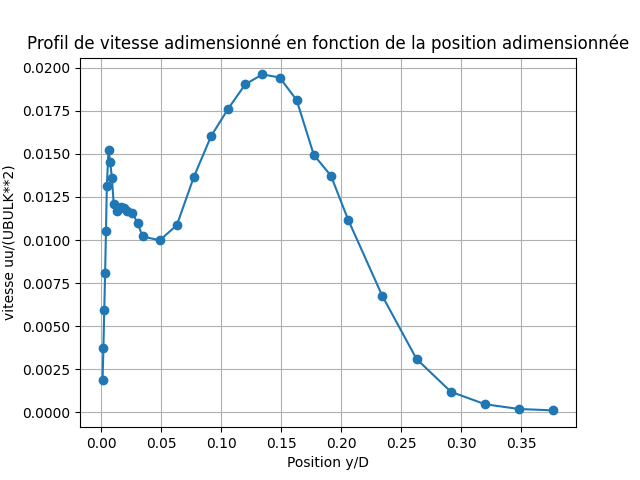 Profil de vitesse adimensionné en fonction de la position adimensionnée
0.0200
0.0175
0.0150
0.0125
0.0100
0.0075
0.0050
0.0025
0.0000
vitesse uu/(UBULK**2)
0.00 0.05 0.10 0.15 0.20 0.25 0.30 0.35
Position y/D